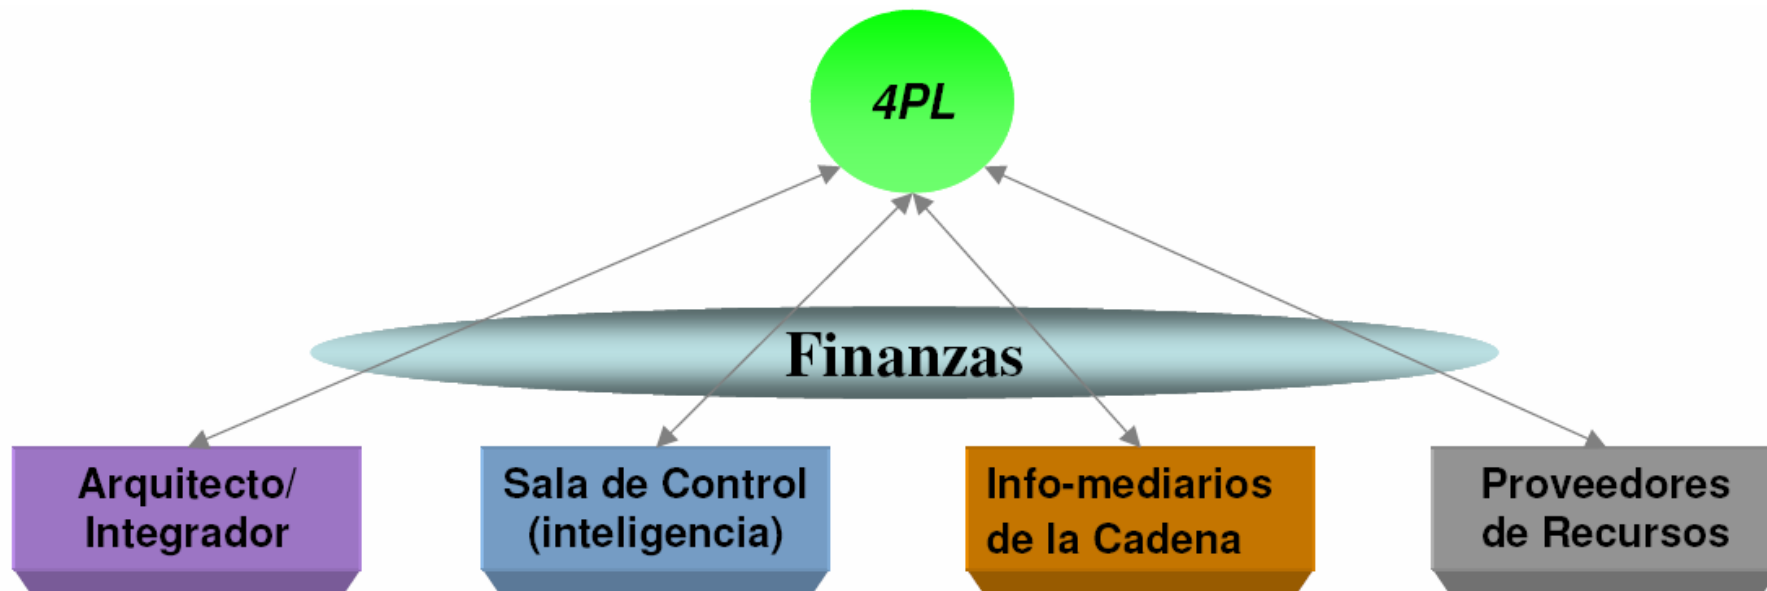 4PL
Finanzas
Arquitecto/
Integrador
Sala de Control
(inteligencia)
Info-mediarios
de la Cadena
Proveedores
de Recursos